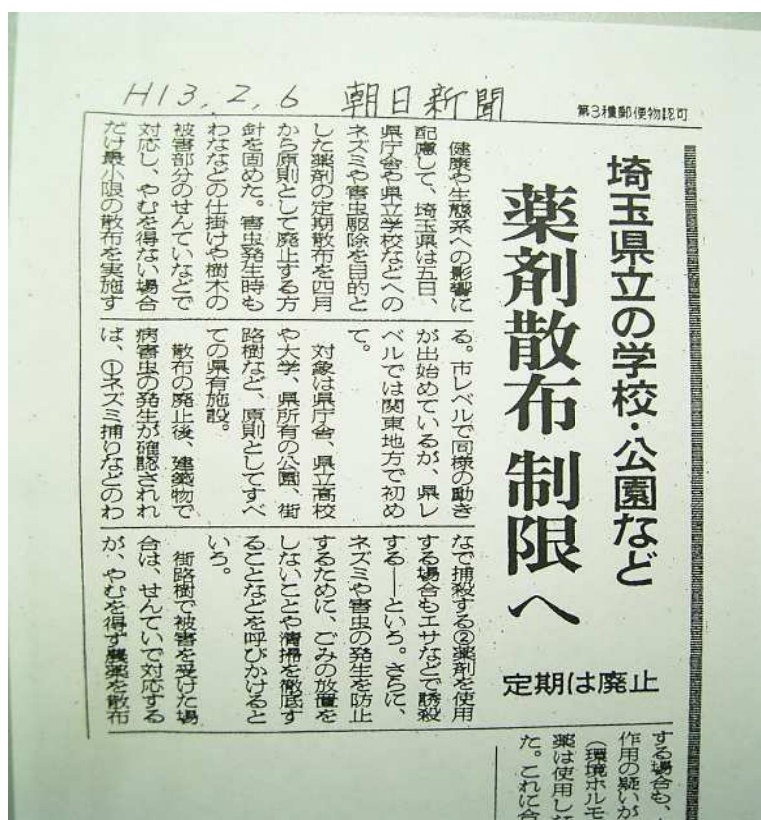 H13.2.6 朝日新聞
第3種郵便物認可
埼玉県立の学校・公園など
薬剤散布 制限へ
定期は廃止
健康や生態系への影響に
配慮して、埼玉県は五日、
県庁舎や県立学校などへの
ネズミや害虫駆除を目的と
した薬剤の定期散布を四月
から原則として廃止する方
針を固めた。害虫発生時も
わななどの仕掛けや樹木の
被害部分のせんていなどで
対応し、やむを得ない場合
だけ最小限の散布を実施す
る。市レベルで同様の動き
が出始めているが、県レ
ベルでは関東地方で初め
て。
対象は県庁舎、県立高校
や大学、県所有の公園、街
路樹など、原則としてすべ
ての県有施設。
散布の廃止後、建築物で
病害虫の発生が確認されれ
ば、①ネズミ捕りなどのわ
なで捕殺する②薬剤を使用
する場合もエサなどで誘殺
する――という。さらに、
ネズミや害虫の発生を防止
するために、ごみの放置を
しないことや清掃を徹底す
ることなどを呼びかけると
いう。
街路樹で被害を受けた場
合は、せんていで対応する
が、やむを得ず農薬を散布
する場合も、
作用の疑いが
（環境ホルモ
薬は使用し
た。これに合